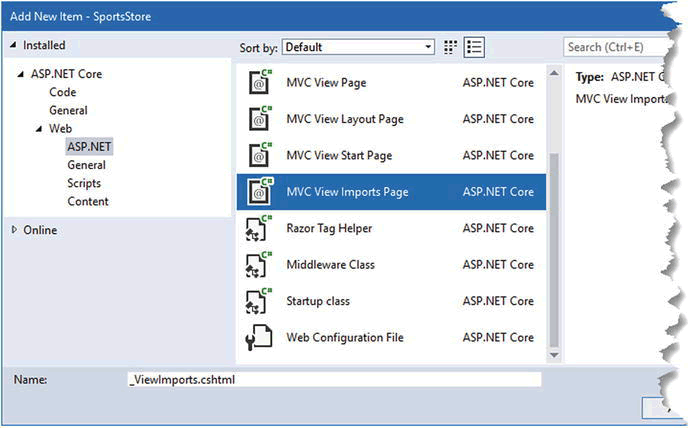 Add New Item - SportsStore
Installed
Sort by: Default
Search (Ctrl+E)
ASP.NET Core
Code
General
Web
ASP.NET
General
Scripts
Content
Online
C#
MVC View Page ASP.NET Core
C#
MVC View Layout Page ASP.NET Core
C#
MVC View Start Page ASP.NET Core
C#
MVC View Imports Page ASP.NET Core
C#
Razor Tag Helper ASP.NET Core
C#
Middleware Class ASP.NET Core
C#
Startup class ASP.NET Core
Web Configuration File ASP.NET Core
Type: ASP.NET
MVC View
Name: _ViewImports.cshtml